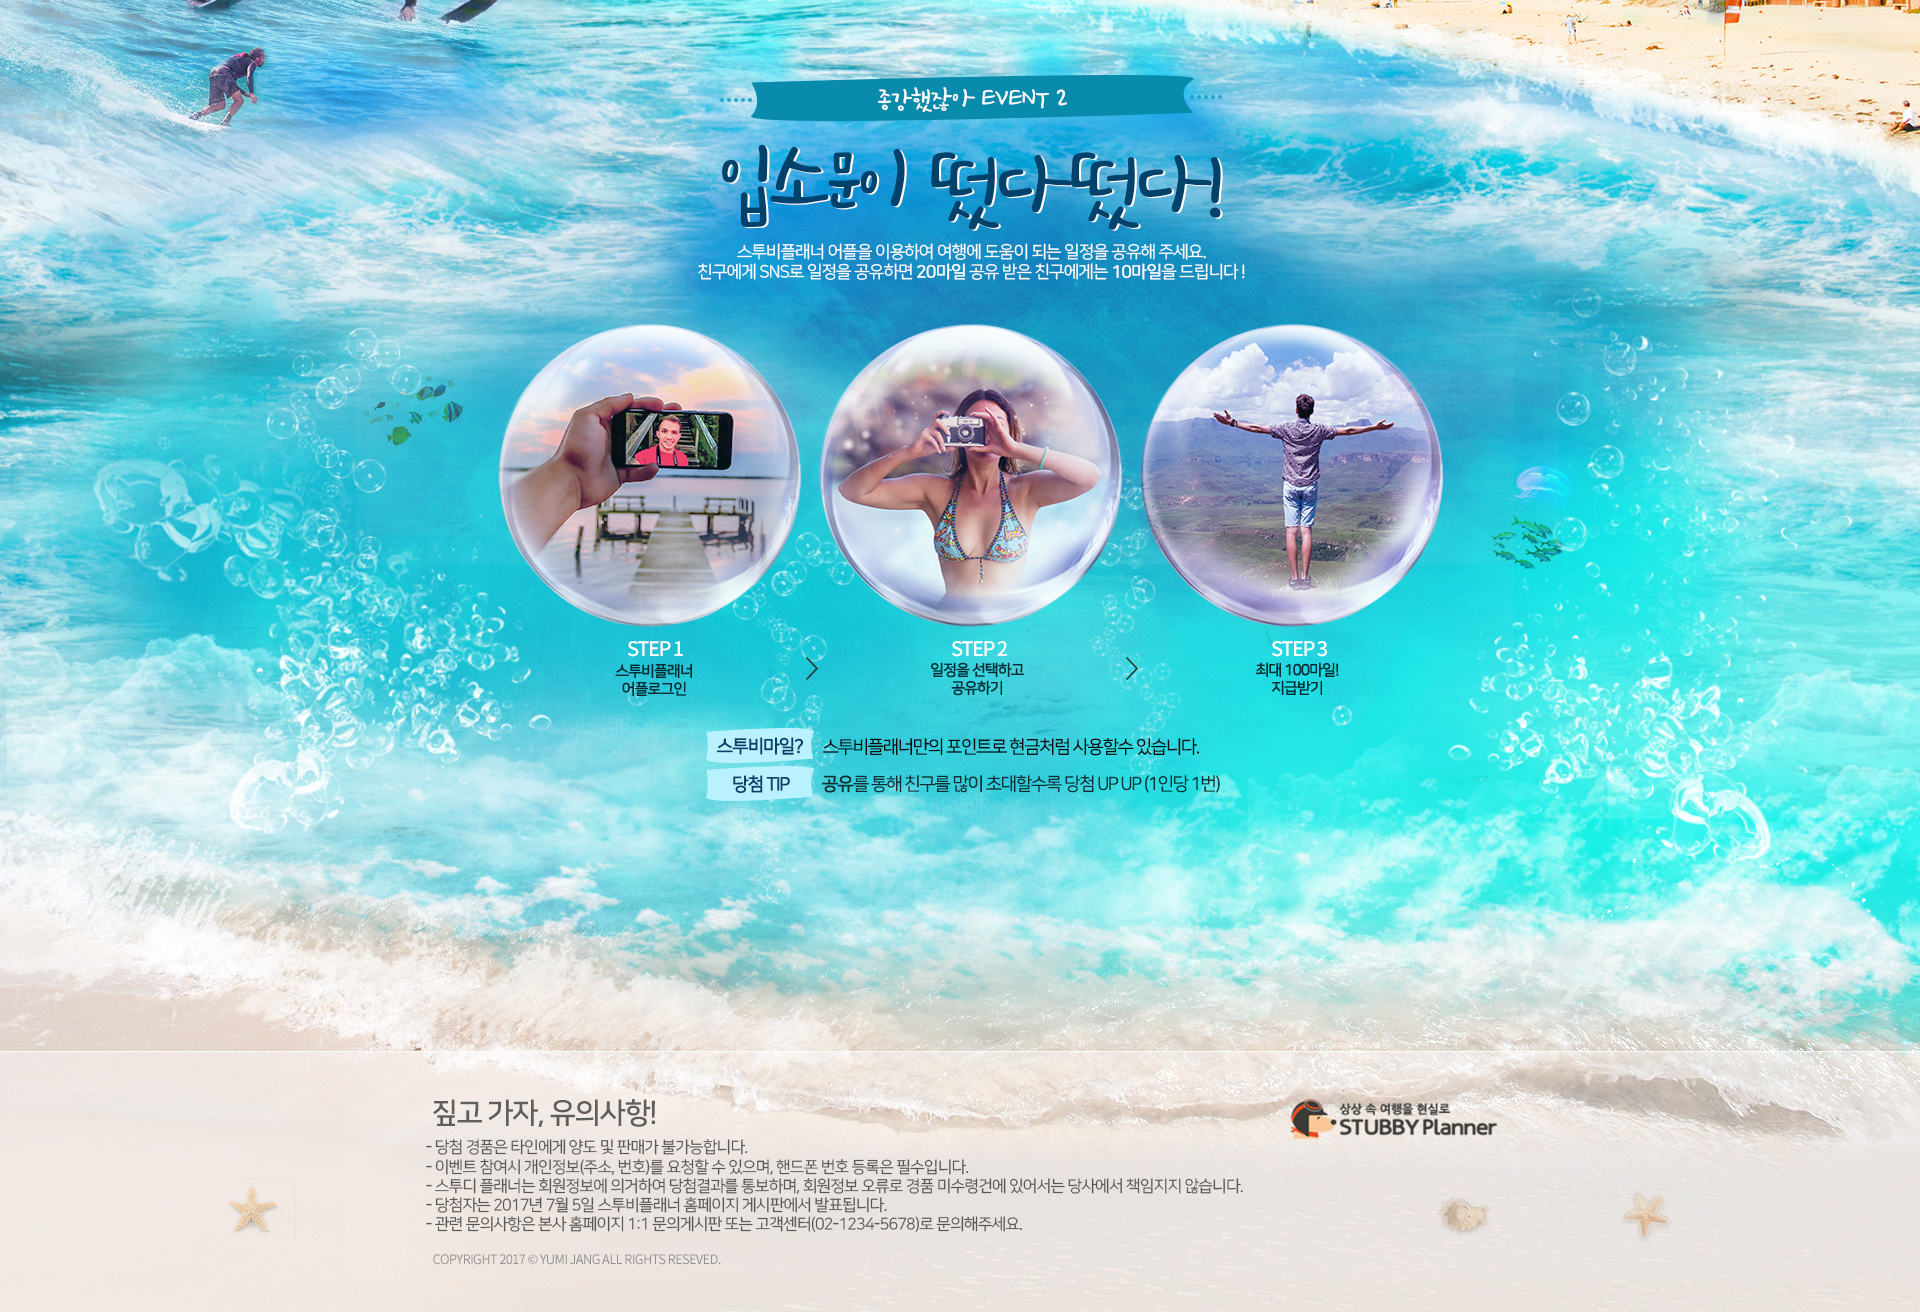 종강했잖아 EVENT 2
입소문이 떴다떴다!
스투비플래너 어플을 이용하여 여행에 도움이 되는 일정을 공유해 주세요.
친구에게 SNS로 일정을 공유하면 20마일 공유 받은 친구에게는 10마일을 드립니다 !
STEP 1
스투비플래너
어플로그인
STEP 2
일정을 선택하고
공유하기
STEP 3
최대 100마일!
지급받기
스투비마일? 스투비플래너만의 포인트로 현금처럼 사용할수 있습니다.
당첨 TIP 공유를 통해 친구를 많이 초대할수록 당첨 UP UP (1인당 1번)
짚고 가자, 유의사항!
- 당첨 경품은 타인에게 양도 및 판매가 불가능합니다.
- 이벤트 참여시 개인정보(주소, 번호)를 요청할 수 있으며, 핸드폰 번호 등록은 필수입니다.
- 스투디 플래너는 회원정보에 의거하여 당첨결과를 통보하며, 회원정보 오류로 경품 미수령건에 있어서는 당사에서 책임지지 않습니다.
- 당첨자는 2017년 7월 5일 스투비플래너 홈페이지 게시판에서 발표됩니다.
- 관련 문의사항은 본사 홈페이지 1:1 문의게시판 또는 고객센터(02-1234-5678)로 문의해주세요.
COPYRIGHT 2017 © YUMI JANG ALL RIGHTS RESEVED.
상상 속 여행을 현실로
STUBBY Planner